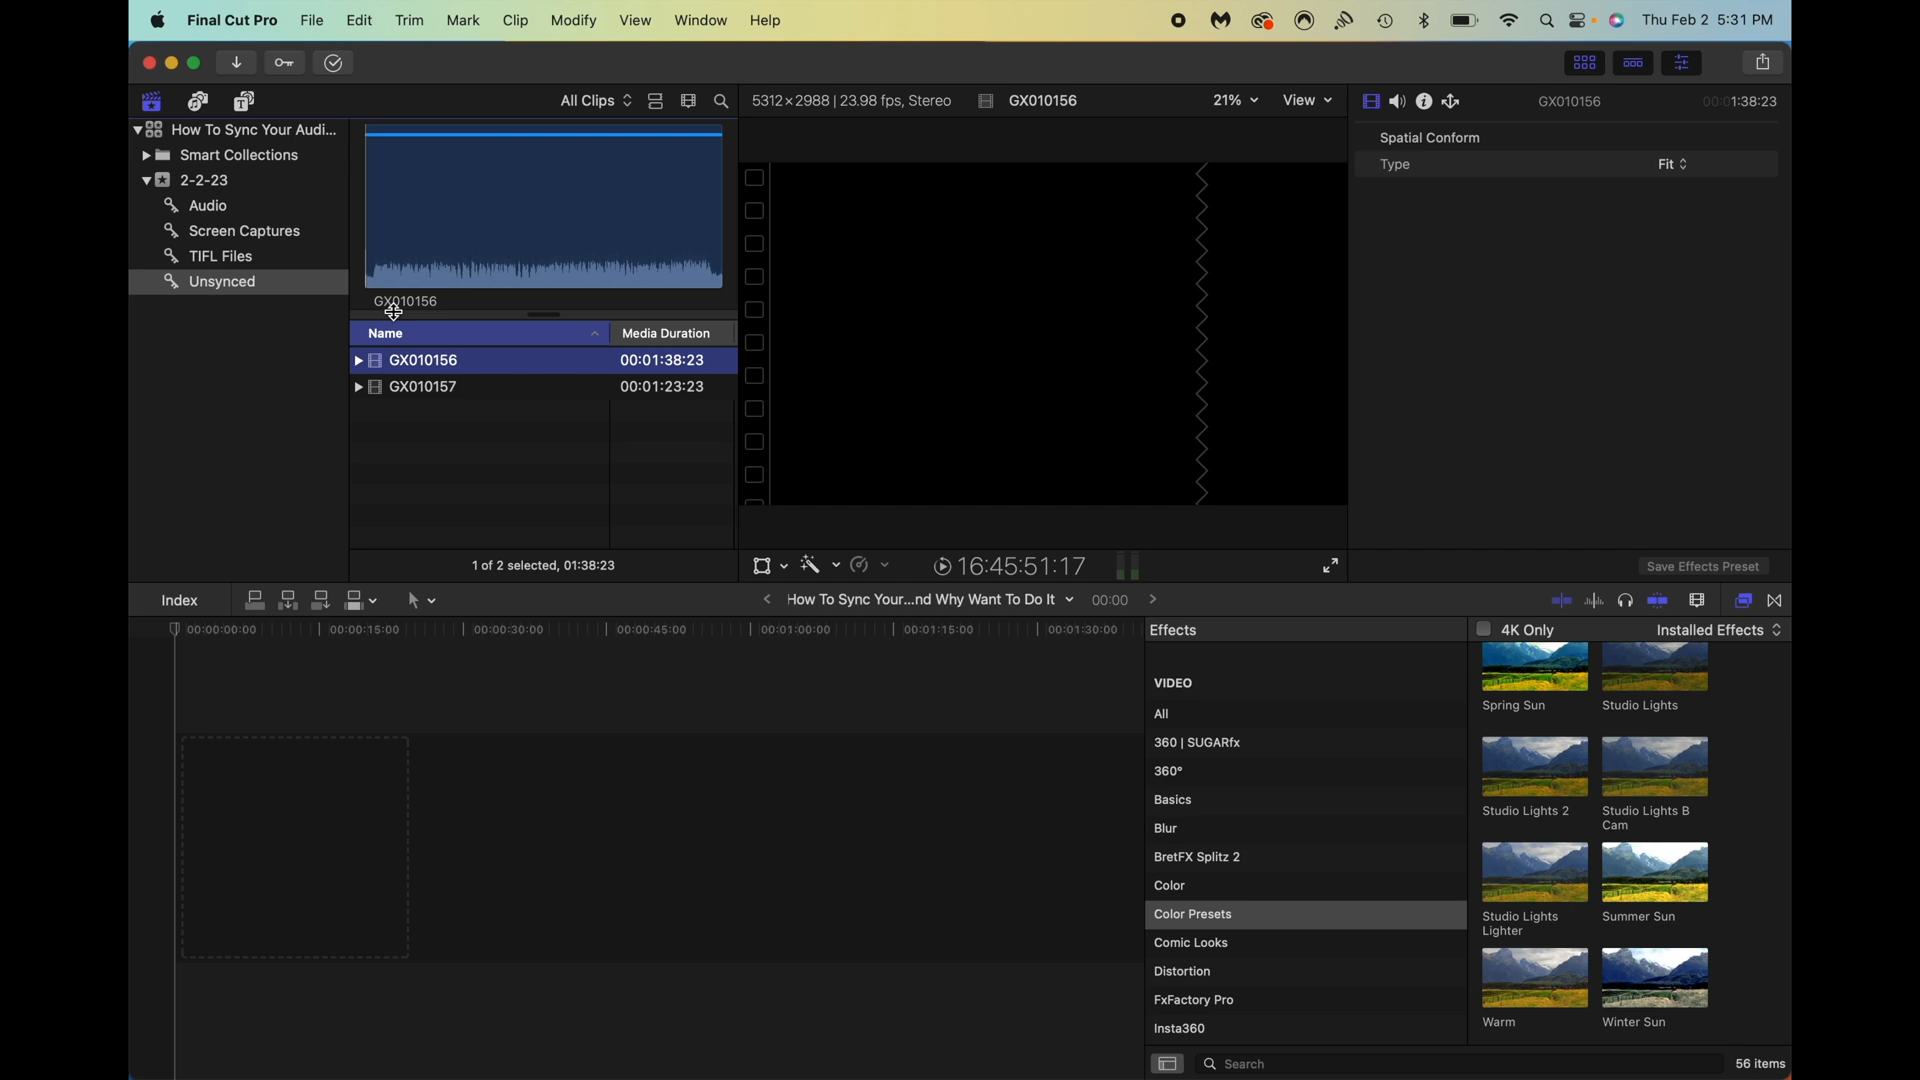 Final Cut Pro File Edit Trim Mark Clip Modify View Window Help Thu Feb 2 5:31 PM
All Clips 5312×2988 | 23.98 fps, Stereo GX010156 21% View GX010156 00:01:38:23
How To Sync Your Audi...
Smart Collections
2-2-23
Audio
Screen Captures
TIFL Files
Unsynced
GX010156
Name Media Duration
GX010156 00:01:38:23
GX010157 00:01:23:23
1 of 2 selected, 01:38:23
16:45:51:17
Spatial Conform
Type Fit
Save Effects Preset
Index How To Sync Your...nd Why Want To Do It 00:00
00:00:00:00 00:00:15:00 00:00:30:00 00:00:45:00 00:01:00:00 00:01:15:00 00:01:30:00
Effects 4K Only Installed Effects
VIDEO
All
360 | SUGARfx
360°
Basics
Blur
BretFX Splitz 2
Color
Color Presets
Comic Looks
Distortion
FxFactory Pro
Insta360
Spring Sun Studio Lights
Studio Lights 2 Studio Lights B
Cam
Studio Lights Summer Sun
Lighter
Warm Winter Sun
Search 56 items